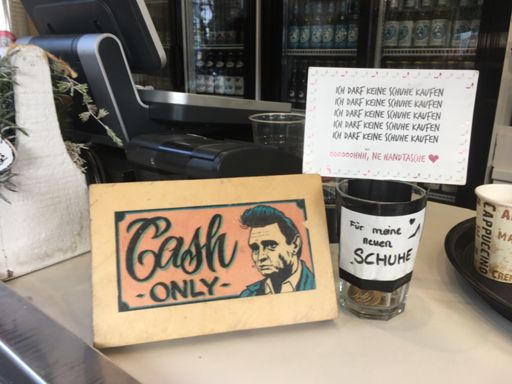 ICH DARF KEINE SCHUHE KAUFEN
ICH DARF KEINE SCHUHE KAUFEN
ICH DARF KEINE SCHUHE KAUFEN
ICH DARF KEINE SCHUHE KAUFEN
ICH DARF KEINE SCHUHE KAUFEN
OOOOOOHHH, NE HANDTASCHE
Cash
-ONLY-
Für meine
neuen
SCHUHE
CAPPUCCINO